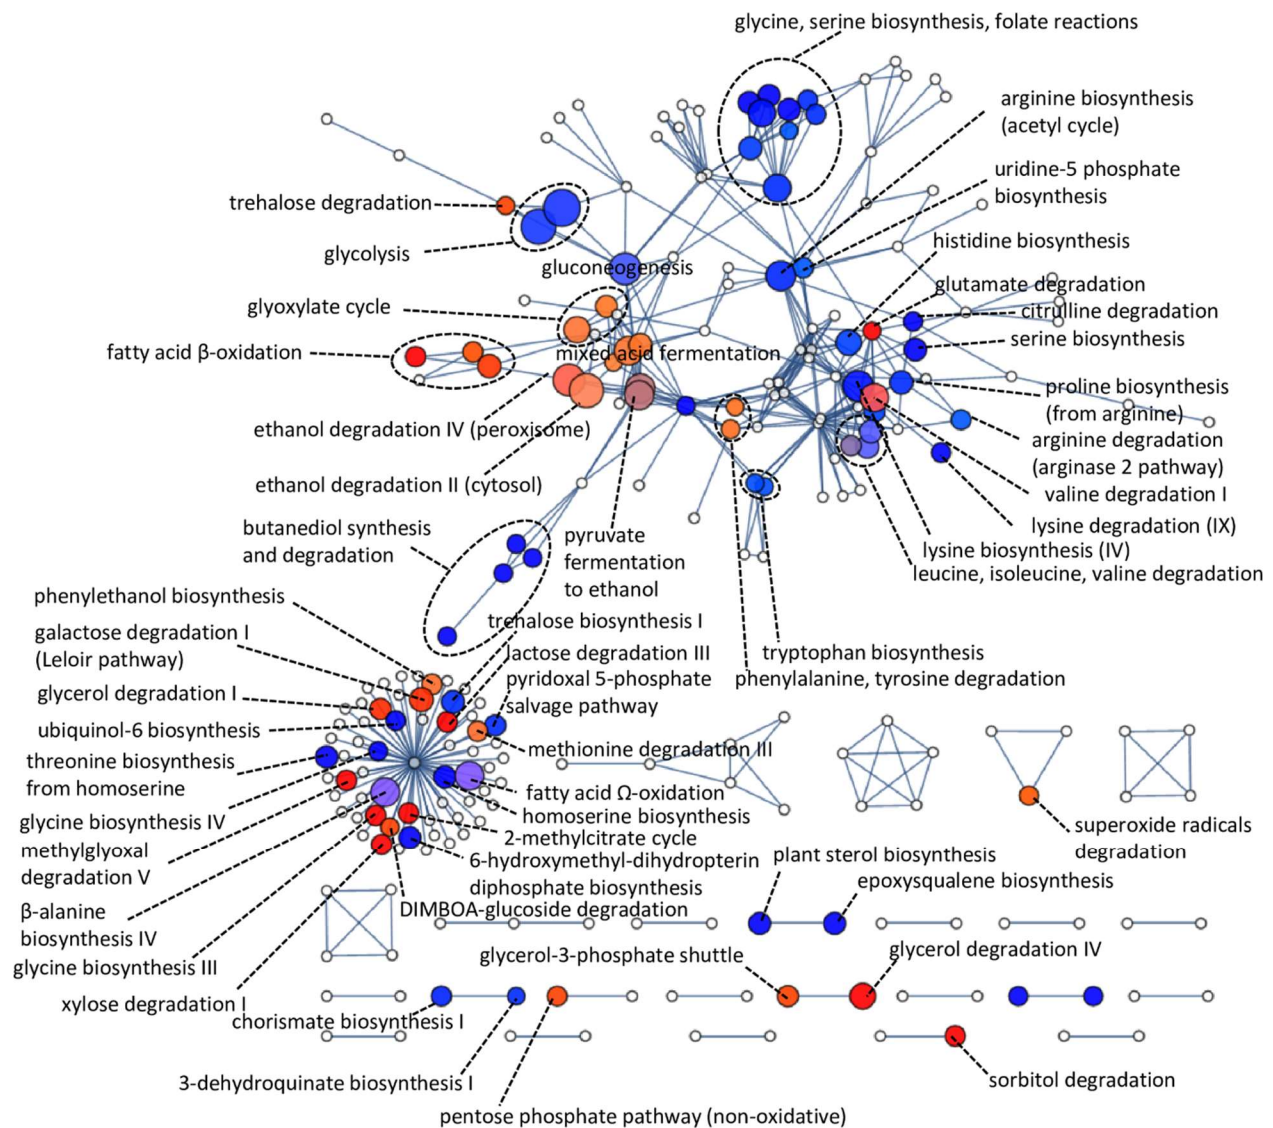 glycine, serine biosynthesis, folate reactions
arginine biosynthesis
(acetyl cycle)
uridine-5 phosphate
biosynthesis
trehalose degradation
histidine biosynthesis
glycolysis
gluconeogenesis
glutamate degradation
glyoxylate cycle
citrulline degradation
serine biosynthesis
fatty acid β-oxidation
mixed acid fermentation
proline biosynthesis
(from arginine)
ethanol degradation IV (peroxisome)
arginine degradation
(arginase 2 pathway)
ethanol degradation II (cytosol)
valine degradation I
lysine degradation (IX)
butanediol synthesis
and degradation
pyruvate
fermentation
to ethanol
lysine biosynthesis (IV)
leucine, isoleucine, valine degradation
phenylethanol biosynthesis
trehalose biosynthesis I
galactose degradation I
(Leloir pathway)
lactose degradation III
tryptophan biosynthesis
pyridoxal 5-phosphate
salvage pathway
phenylalanine, tyrosine degradation
glycerol degradation I
ubiquinol-6 biosynthesis
methionine degradation III
threonine biosynthesis
from homoserine
fatty acid Ω-oxidation
homoserine biosynthesis
glycine biosynthesis IV
2-methylcitrate cycle
superoxide radicals
degradation
methylglyoxal
degradation V
6-hydroxymethyl-dihydropterin
diphosphate biosynthesis
plant sterol biosynthesis
epoxysqualene biosynthesis
β-alanine
biosynthesis IV
DIMBOA-glucoside degradation
glycine biosynthesis III
glycerol-3-phosphate shuttle
glycerol degradation IV
xylose degradation I
chorismate biosynthesis I
3-dehydroquinate biosynthesis I
sorbitol degradation
pentose phosphate pathway (non-oxidative)